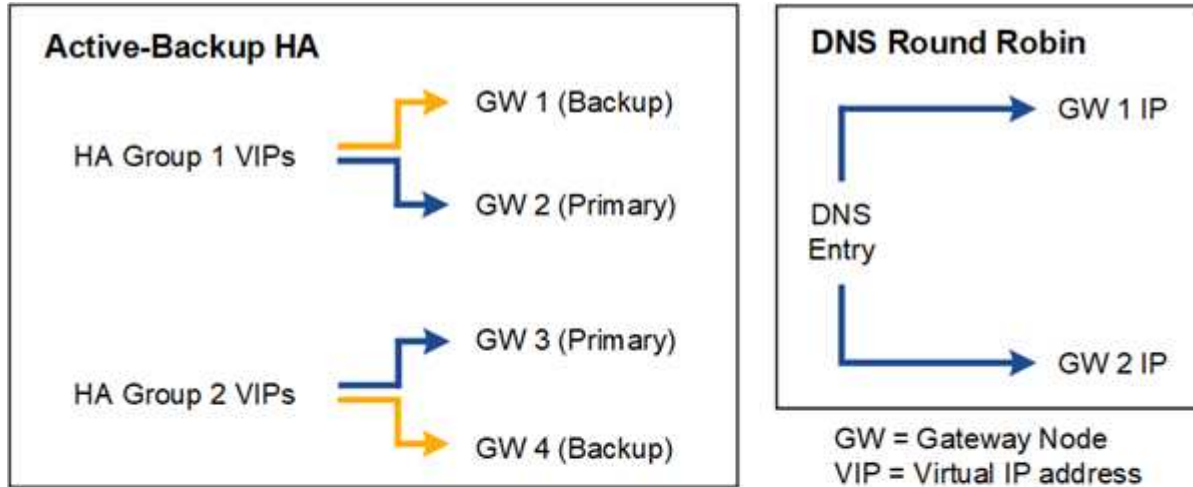 Active-Backup HA
GW 1 (Backup)
HA Group 1 VIPs
GW 2 (Primary)
GW 3 (Primary)
HA Group 2 VIPs
GW 4 (Backup)
DNS Round Robin
GW 1 IP
DNS
Entry
GW 2 IP
GW = Gateway Node
VIP = Virtual IP address